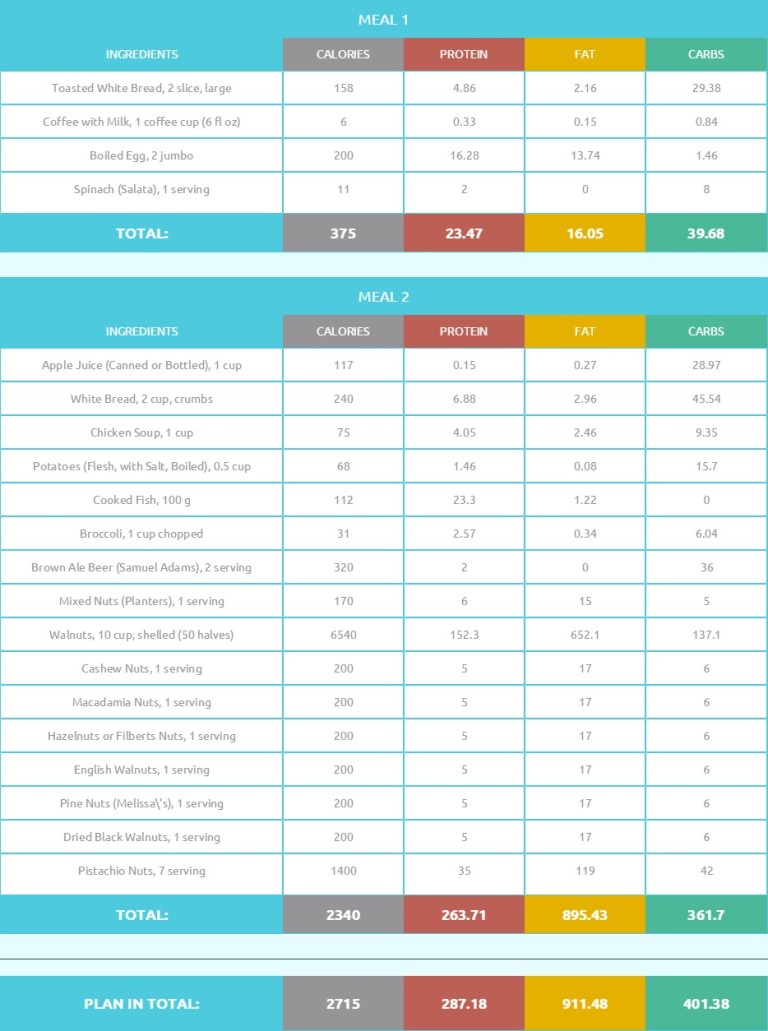 MEAL 1
INGREDIENTS CALORIES PROTEIN FAT CARBS
Toasted White Bread, 2 slice, large 158 4.86 2.16 29.38
Coffee with Milk, 1 coffee cup (6 fl oz) 6 0.33 0.15 0.84
Boiled Egg, 2 jumbo 200 16.28 13.74 1.46
Spinach (Salata), 1 serving 11 2 0 8
TOTAL: 375 23.47 16.05 39.68
MEAL 2
INGREDIENTS CALORIES PROTEIN FAT CARBS
Apple Juice (Canned or Bottled), 1 cup 117 0.15 0.27 28.97
White Bread, 2 cup, crumbs 240 6.88 2.96 45.54
Chicken Soup, 1 cup 75 4.05 2.46 9.35
Potatoes (Flesh, with Salt, Boiled), 0.5 cup 68 1.46 0.08 15.7
Cooked Fish, 100 g 112 23.3 1.22 0
Broccoli, 1 cup chopped 31 2.57 0.34 6.04
Brown Ale Beer (Samuel Adams), 2 serving 320 2 0 36
Mixed Nuts (Planters), 1 serving 170 6 15 5
Walnuts, 10 cup, shelled (50 halves) 6540 152.3 652.1 137.1
Cashew Nuts, 1 serving 200 5 17 6
Macadamia Nuts, 1 serving 200 5 17 6
Hazelnuts or Filberts Nuts, 1 serving 200 5 17 6
English Walnuts, 1 serving 200 5 17 6
Pine Nuts (Melissa\'s), 1 serving 200 5 17 6
Dried Black Walnuts, 1 serving 200 5 17 6
Pistachio Nuts, 7 serving 1400 35 119 42
TOTAL: 2340 263.71 895.43 361.7
PLAN IN TOTAL: 2715 287.18 911.48 401.38